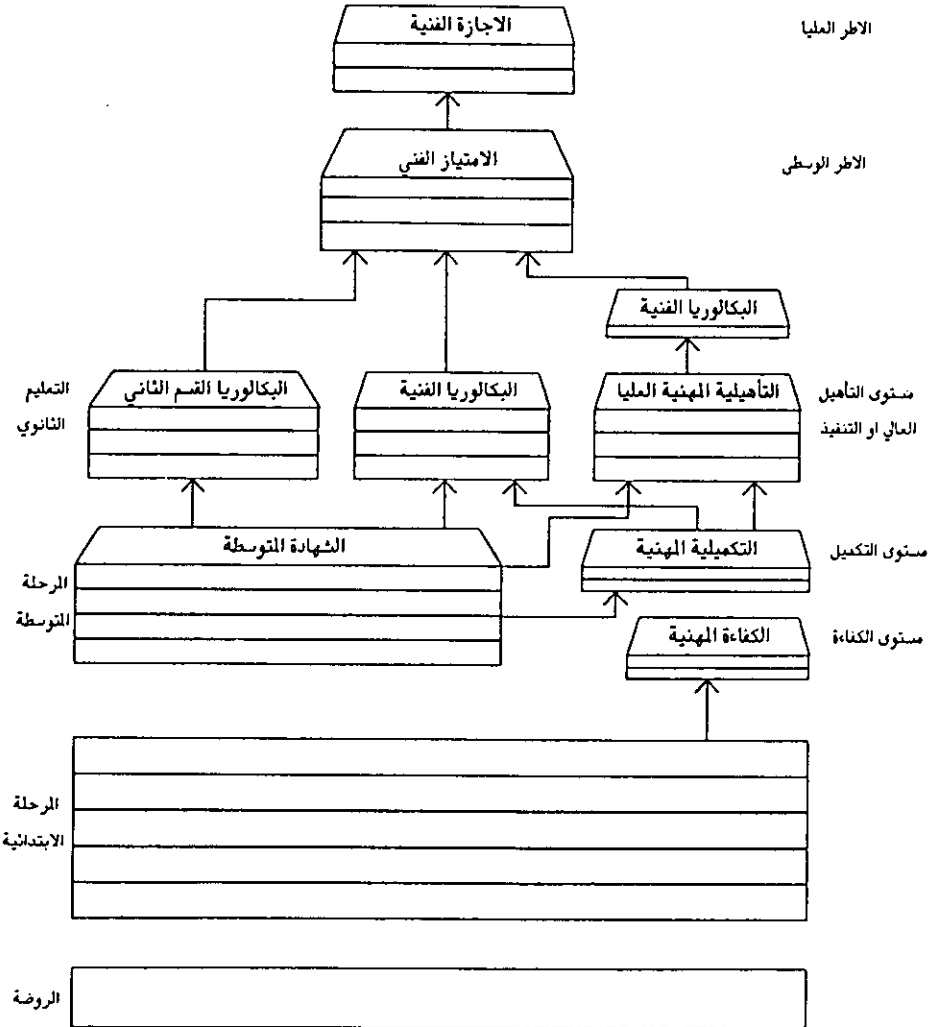 الاجازة الفنية
الاطر العليا
الامتياز الفني
الاطر الوسطى
البكالوريا الفنية
مستوى التأهيل
العالي او التنفيذ
التأهيلية المهنية العليا
البكالوريا الفنية
البكالوريا القسم الثاني
التعليم
الثانوي
مستوى التكميل
التكميلية المهنية
الشهادة المتوسطة
المرحلة
المتوسطة
مستوى الكفاءة
الكفاءة المهنية
المرحلة
الابتدائية
الروضة